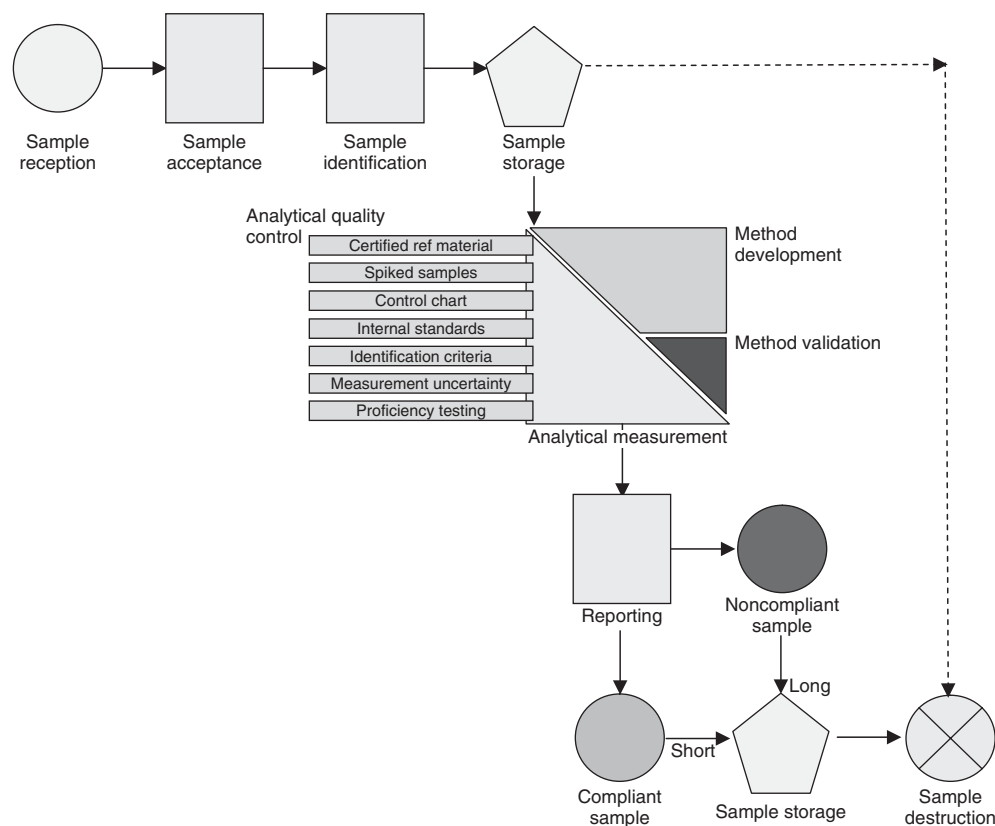 Sample
reception
Sample
acceptance
Sample
identification
Sample
storage
Analytical quality
control
Certified ref material
Spiked samples
Control chart
Internal standards
Identification criteria
Measurement uncertainty
Proficiency testing
Method
development
Method validation
Analytical measurement
Reporting
Noncompliant
sample
Long
Short
Compliant
sample
Sample storage
Sample
destruction